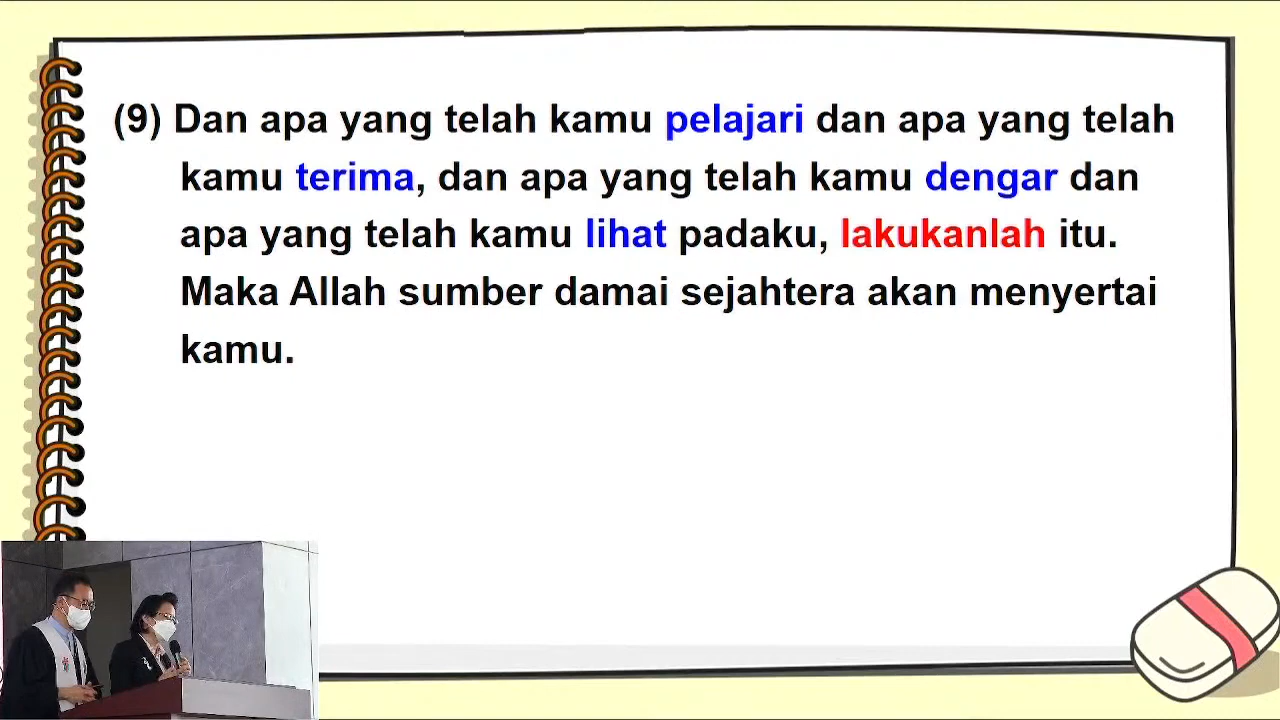 (9) Dan apa yang telah kamu pelajari dan apa yang telah
kamu terima, dan apa yang telah kamu dengar dan
apa yang telah kamu lihat padaku, lakukanlah itu.
Maka Allah sumber damai sejahtera akan menyertai
kamu.